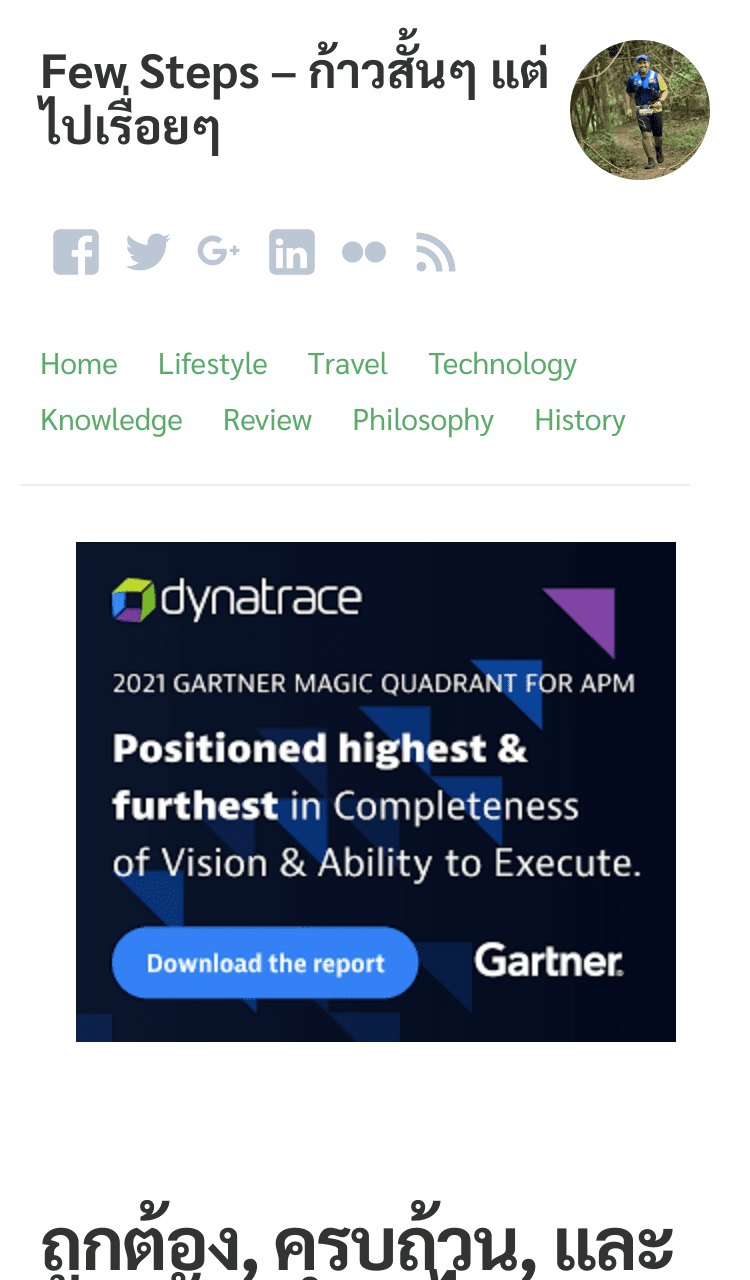 Few Steps – ก้าวสั้นๆ แต่
ไปเรื่อยๆ
Home Lifestyle Travel Technology
Knowledge Review Philosophy History
dynatrace
2021 GARTNER MAGIC QUADRANT FOR APM
Positioned highest &
furthest in Completeness
of Vision & Ability to Execute.
Download the report
Gartner.
ถูกต้อง, ครบถ้วน, และ